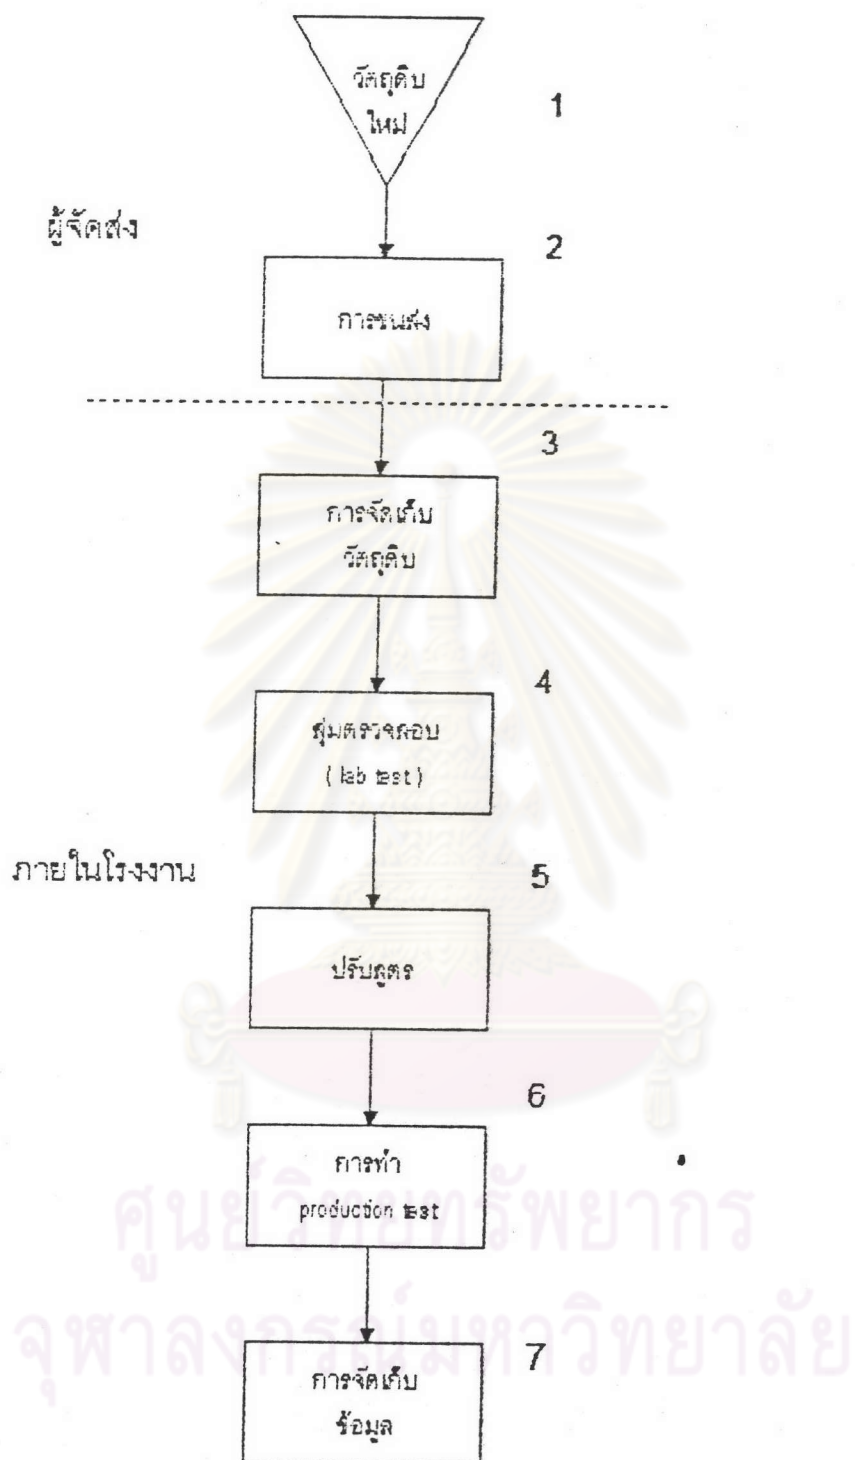 วัตถุดิบ
ใหม่
1
ผู้จัดส่ง
2
การขนส่ง
3
การจัดเก็บ
วัตถุดิบ
4
สุ่มตรวจสอบ
( lab test )
ภายในโรงงาน
5
ปรับสูตร
6
การทำ
production test
ศูนย์วิทยทรัพยากร
จุฬาลงกรณ์มหาวิทยาลัย
7
การจัดเก็บ
ข้อมูล